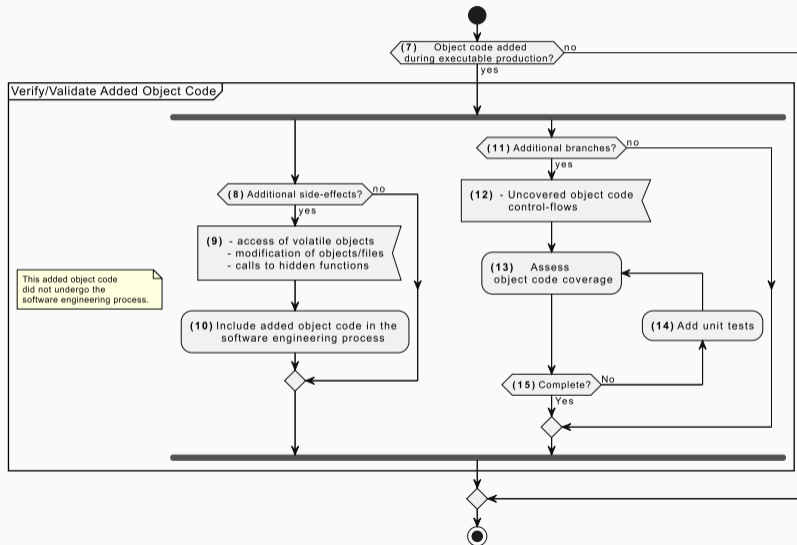 (7) Object code added
during executable production?
no
yes
Verify/Validate Added Object Code
(11) Additional branches?
no
yes
(8) Additional side-effects?
no
yes
(12) - Uncovered object code
control-flows
(9) - access of volatile objects
- modification of objects/files
- calls to hidden functions
(13) Assess
object code coverage
This added object code
did not undergo the
software engineering process.
(10) Include added object code in the
software engineering process
(14) Add unit tests
(15) Complete?
No
Yes